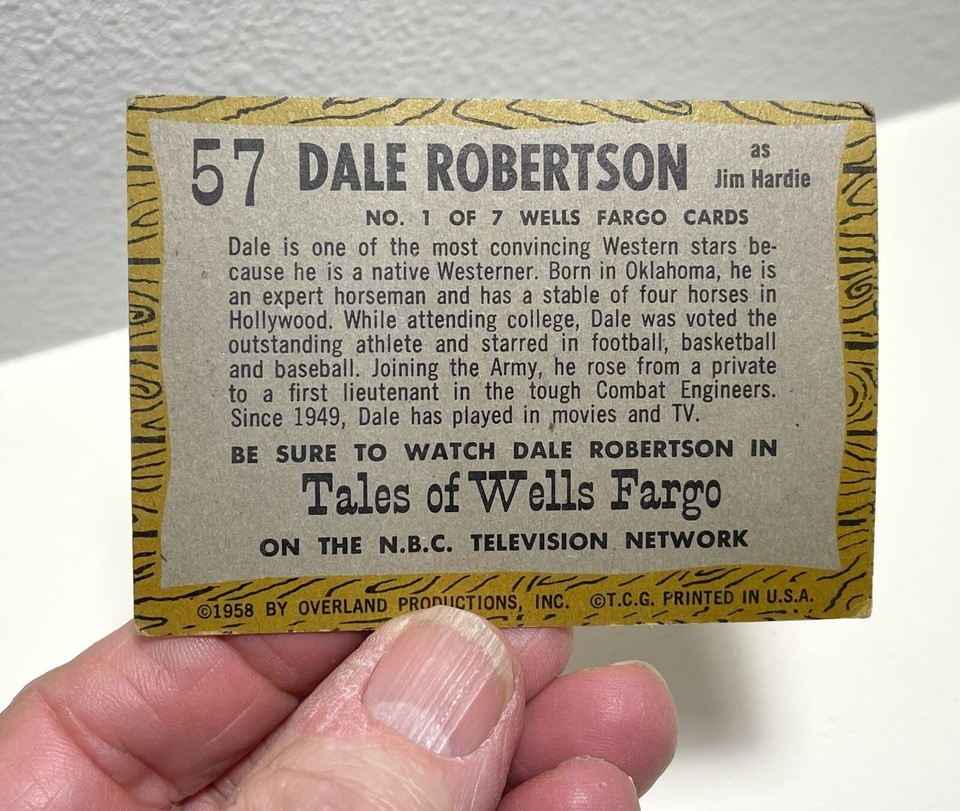 57 DALE ROBERTSON as Jim Hardie
NO. 1 OF 7 WELLS FARGO CARDS
Dale is one of the most convincing Western stars be-
cause he is a native Westerner. Born in Oklahoma, he is
an expert horseman and has a stable of four horses in
Hollywood. While attending college, Dale was voted the
outstanding athlete and starred in football, basketball
and baseball. Joining the Army, he rose from a private
to a first lieutenant in the tough Combat Engineers.
Since 1949, Dale has played in movies and TV.
BE SURE TO WATCH DALE ROBERTSON IN
Tales of Wells Fargo
ON THE N.B.C. TELEVISION NETWORK
©1958 BY OVERLAND PRODUCTIONS, INC. ©T.C.G. PRINTED IN U.S.A.